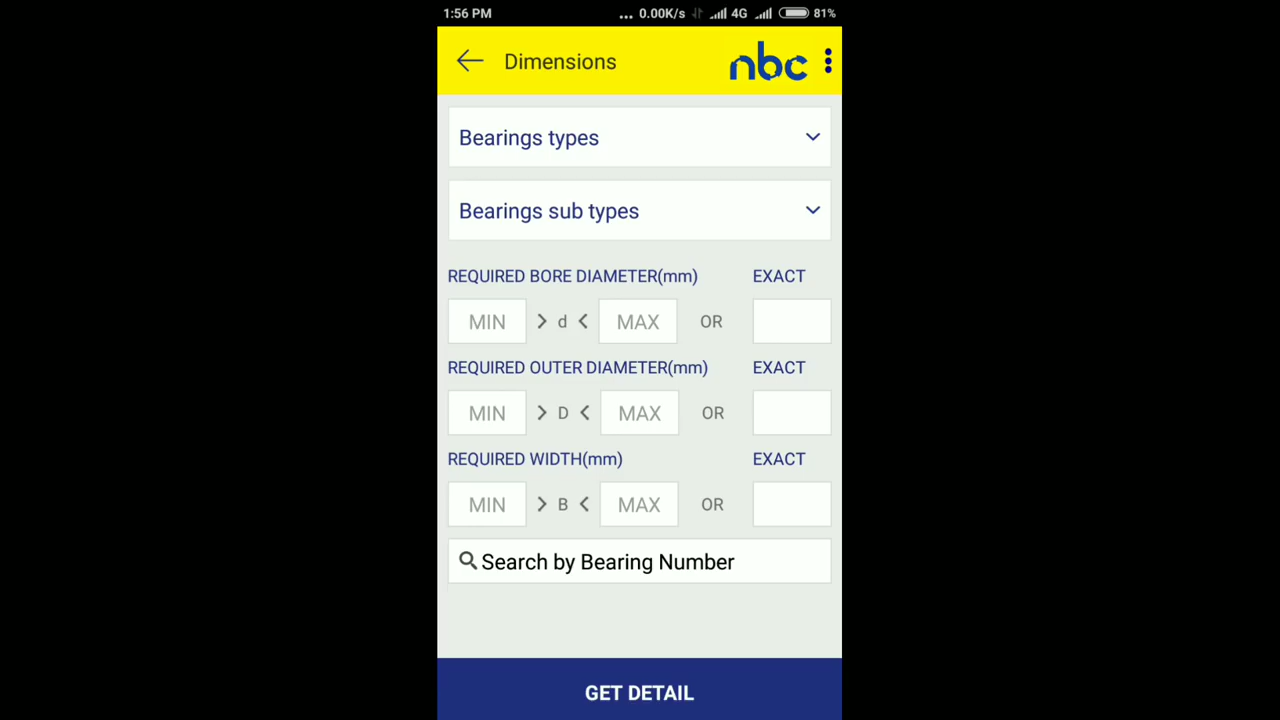 1:56 PM ... 0.00K/s 4G 81%
Dimensions nbc
Bearings types
Bearings sub types
REQUIRED BORE DIAMETER(mm) EXACT
MIN > d < MAX OR
REQUIRED OUTER DIAMETER(mm) EXACT
MIN > D < MAX OR
REQUIRED WIDTH(mm) EXACT
MIN > B < MAX OR
Search by Bearing Number
GET DETAIL